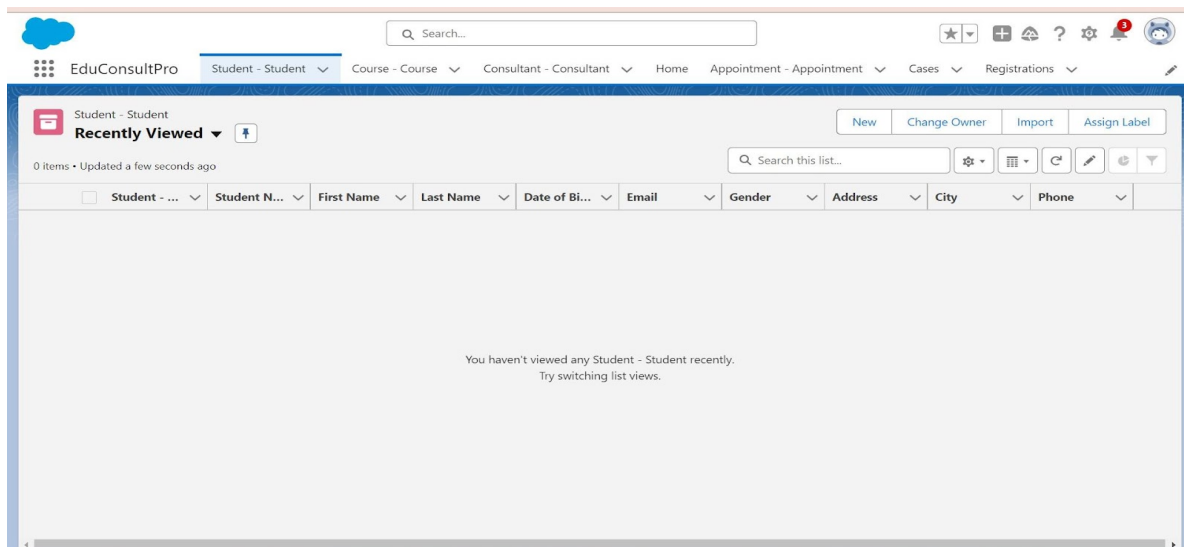 Search...
3
EduConsultPro Student - Student Course - Course Consultant - Consultant Home Appointment - Appointment Cases Registrations
Student - Student
Recently Viewed
New Change Owner Import Assign Label
0 items • Updated a few seconds ago
Search this list...
Student - ... Student N... First Name Last Name Date of Bi... Email Gender Address City Phone
You haven't viewed any Student - Student recently.
Try switching list views.